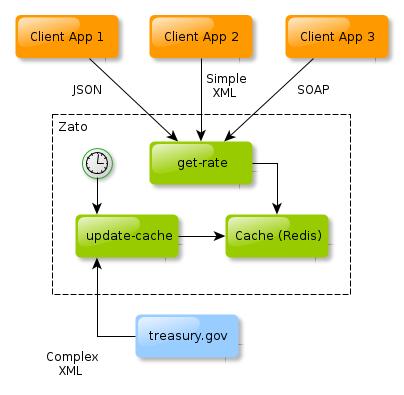 Client App 1
Client App 2
Client App 3
JSON
Simple
XML
SOAP
Zato
get-rate
update-cache
Cache (Redis)
treasury.gov
Complex
XML